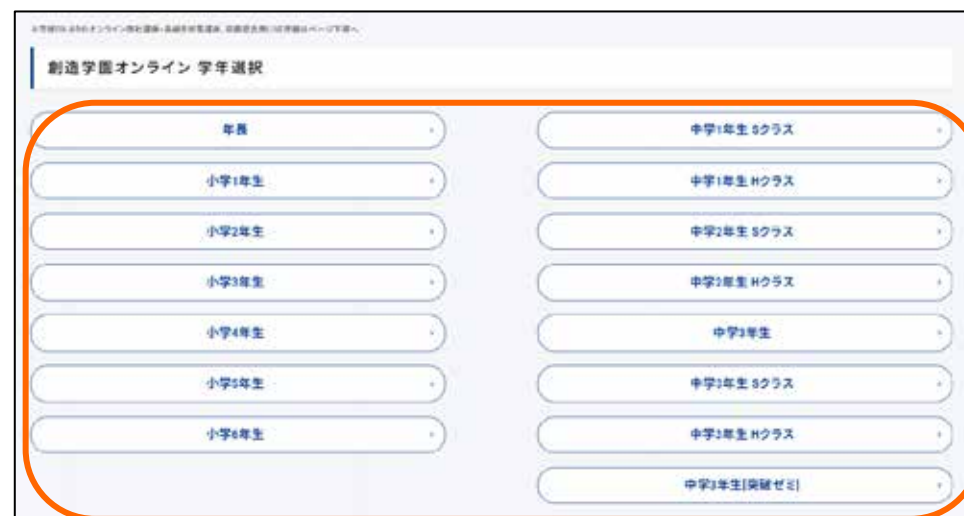 創造学園オンライン 学年選択
年長
小学1年生
小学2年生
小学3年生
小学4年生
小学5年生
小学6年生
中学1年生 Sクラス
中学1年生 Hクラス
中学2年生 Sクラス
中学2年生 Hクラス
中学3年生
中学3年生 Sクラス
中学3年生 Hクラス
中学3年生[突破ゼミ]